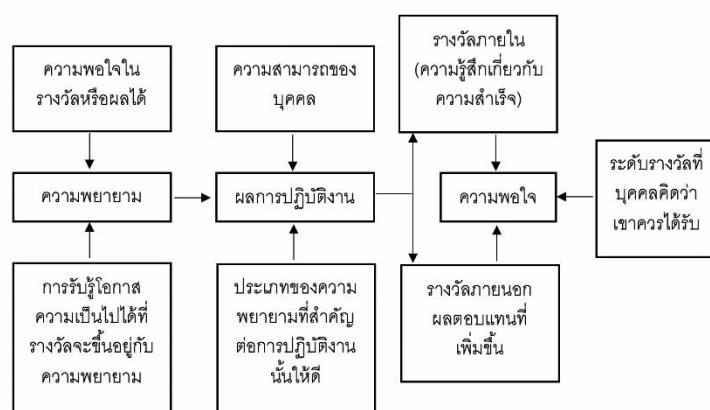 ความพอใจใน
รางวัลหรือผลได้
ความสามารถของ
บุคคล
รางวัลภายใน
(ความรู้สึกเกี่ยวกับ
ความสำเร็จ)
ความพยายาม
ผลการปฏิบัติงาน
ความพอใจ
ระดับรางวัลที่
บุคคลคิดว่า
เขาควรได้รับ
การรับรู้โอกาส
ความเป็นไปได้ที่
รางวัลจะขึ้นอยู่กับ
ความพยายาม
ประเภทของความ
พยายามที่สำคัญ
ต่อการปฏิบัติงาน
นั้นให้ดี
รางวัลภายนอก
ผลตอบแทนที่
เพิ่มขึ้น